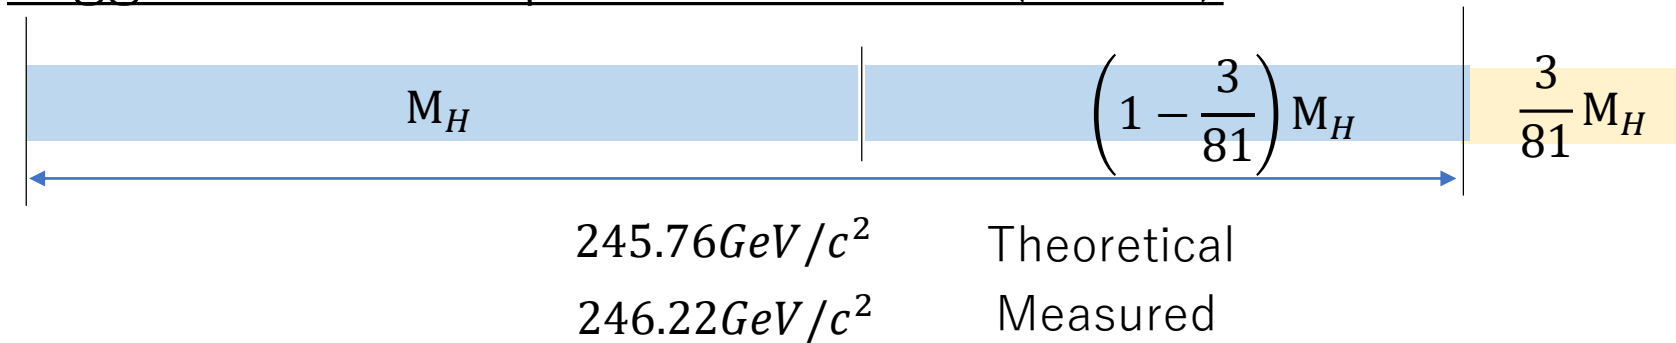 M_H (1 − 3/81) M_H 3/81 M_H
245.76GeV/c² Theoretical
246.22GeV/c² Measured